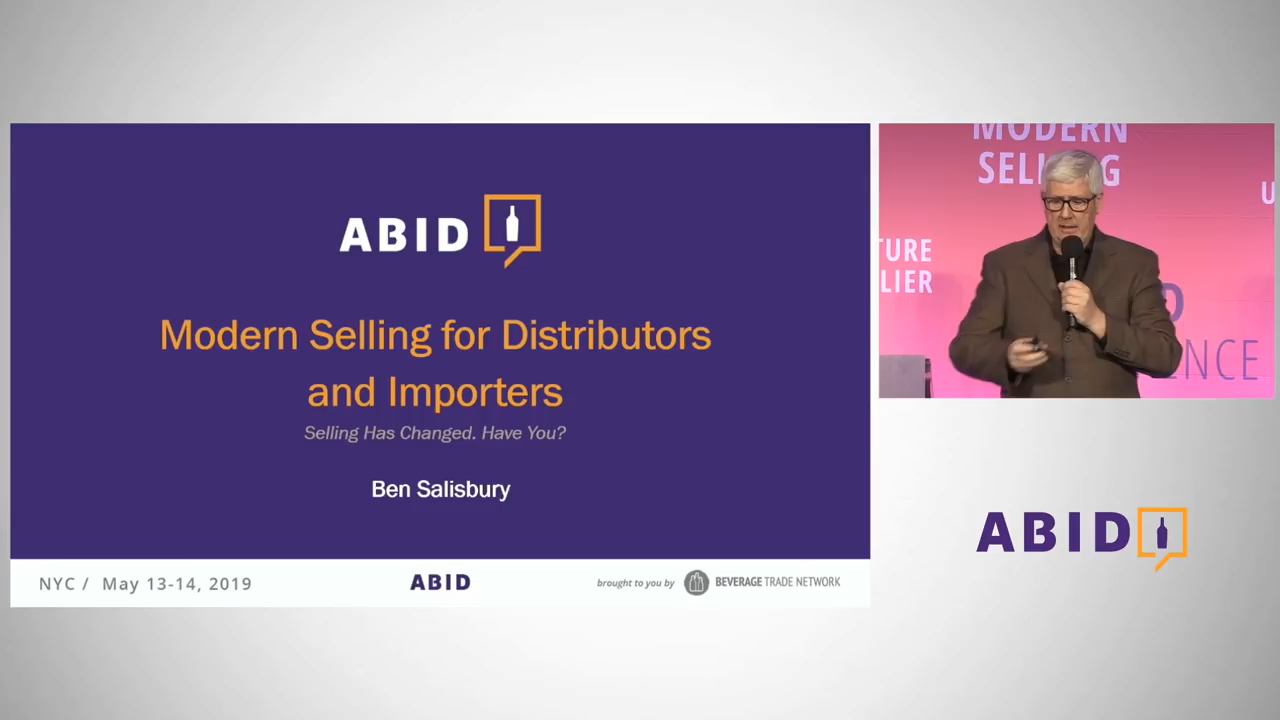 ABID
Modern Selling for Distributors
and Importers
Selling Has Changed. Have You?
Ben Salisbury
NYC / May 13-14, 2019
ABID
brought to you by BEVERAGE TRADE NETWORK
MODERN
SELLING
U
TURE
LIER
D
ENCE
ABID